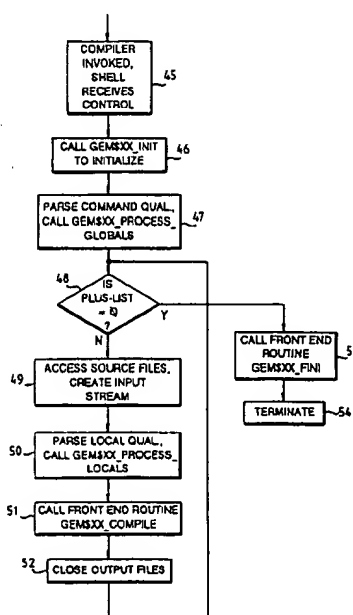 COMPILER
INVOKED,
SHELL
RECEIVES
CONTROL
45
CALL GEM$XX_INIT
TO INITIALIZE
46
PARSE COMMAND QUAL,
CALL GEM$XX_PROCESS_
GLOBALS
47
48
IS
PLUS-LIST
= 0
?
Y
N
49
ACCESS SOURCE FILES,
CREATE INPUT
STREAM
CALL FRONT END
ROUTINE
GEM$XX_FINI
5
TERMINATE
54
50
PARSE LOCAL QUAL,
CALL GEM$XX_PROCESS_
LOCALS
51
CALL FRONT END ROUTINE
GEM$XX_COMPILE
52
CLOSE OUTPUT FILES